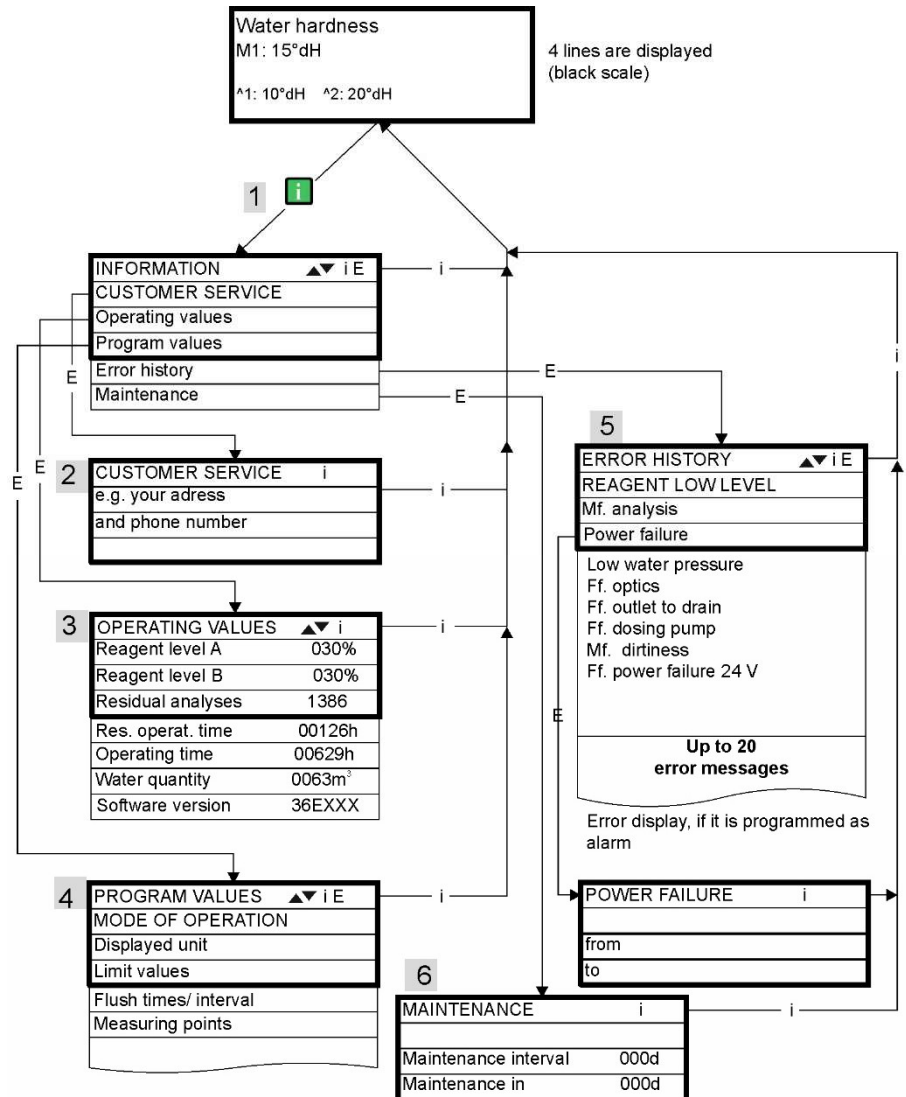 Water hardness
M1: 15°dH
^1: 10°dH ^2: 20°dH
4 lines are displayed
(black scale)
1
i
INFORMATION ▲▼ i E
CUSTOMER SERVICE
Operating values
Program values
Error history
Maintenance
i
E
E
E
E
E
i
2
CUSTOMER SERVICE i
e.g. your adress
and phone number
i
3
OPERATING VALUES ▲▼ i
Reagent level A 030%
Reagent level B 030%
Residual analyses 1386
Res. operat. time 00126h
Operating time 00629h
Water quantity 0063m³
Software version 36EXXX
i
4
PROGRAM VALUES ▲▼ i E
MODE OF OPERATION
Displayed unit
Limit values
Flush times/ interval
Measuring points
i
5
ERROR HISTORY ▲▼ i E
REAGENT LOW LEVEL
Mf. analysis
Power failure
Low water pressure
Ff. optics
Ff. outlet to drain
Ff. dosing pump
Mf. dirtiness
Ff. power failure 24 V
Up to 20
error messages
E
Error display, if it is programmed as
alarm
POWER FAILURE i
from
to
6
MAINTENANCE i
Maintenance interval 000d
Maintenance in 000d
i